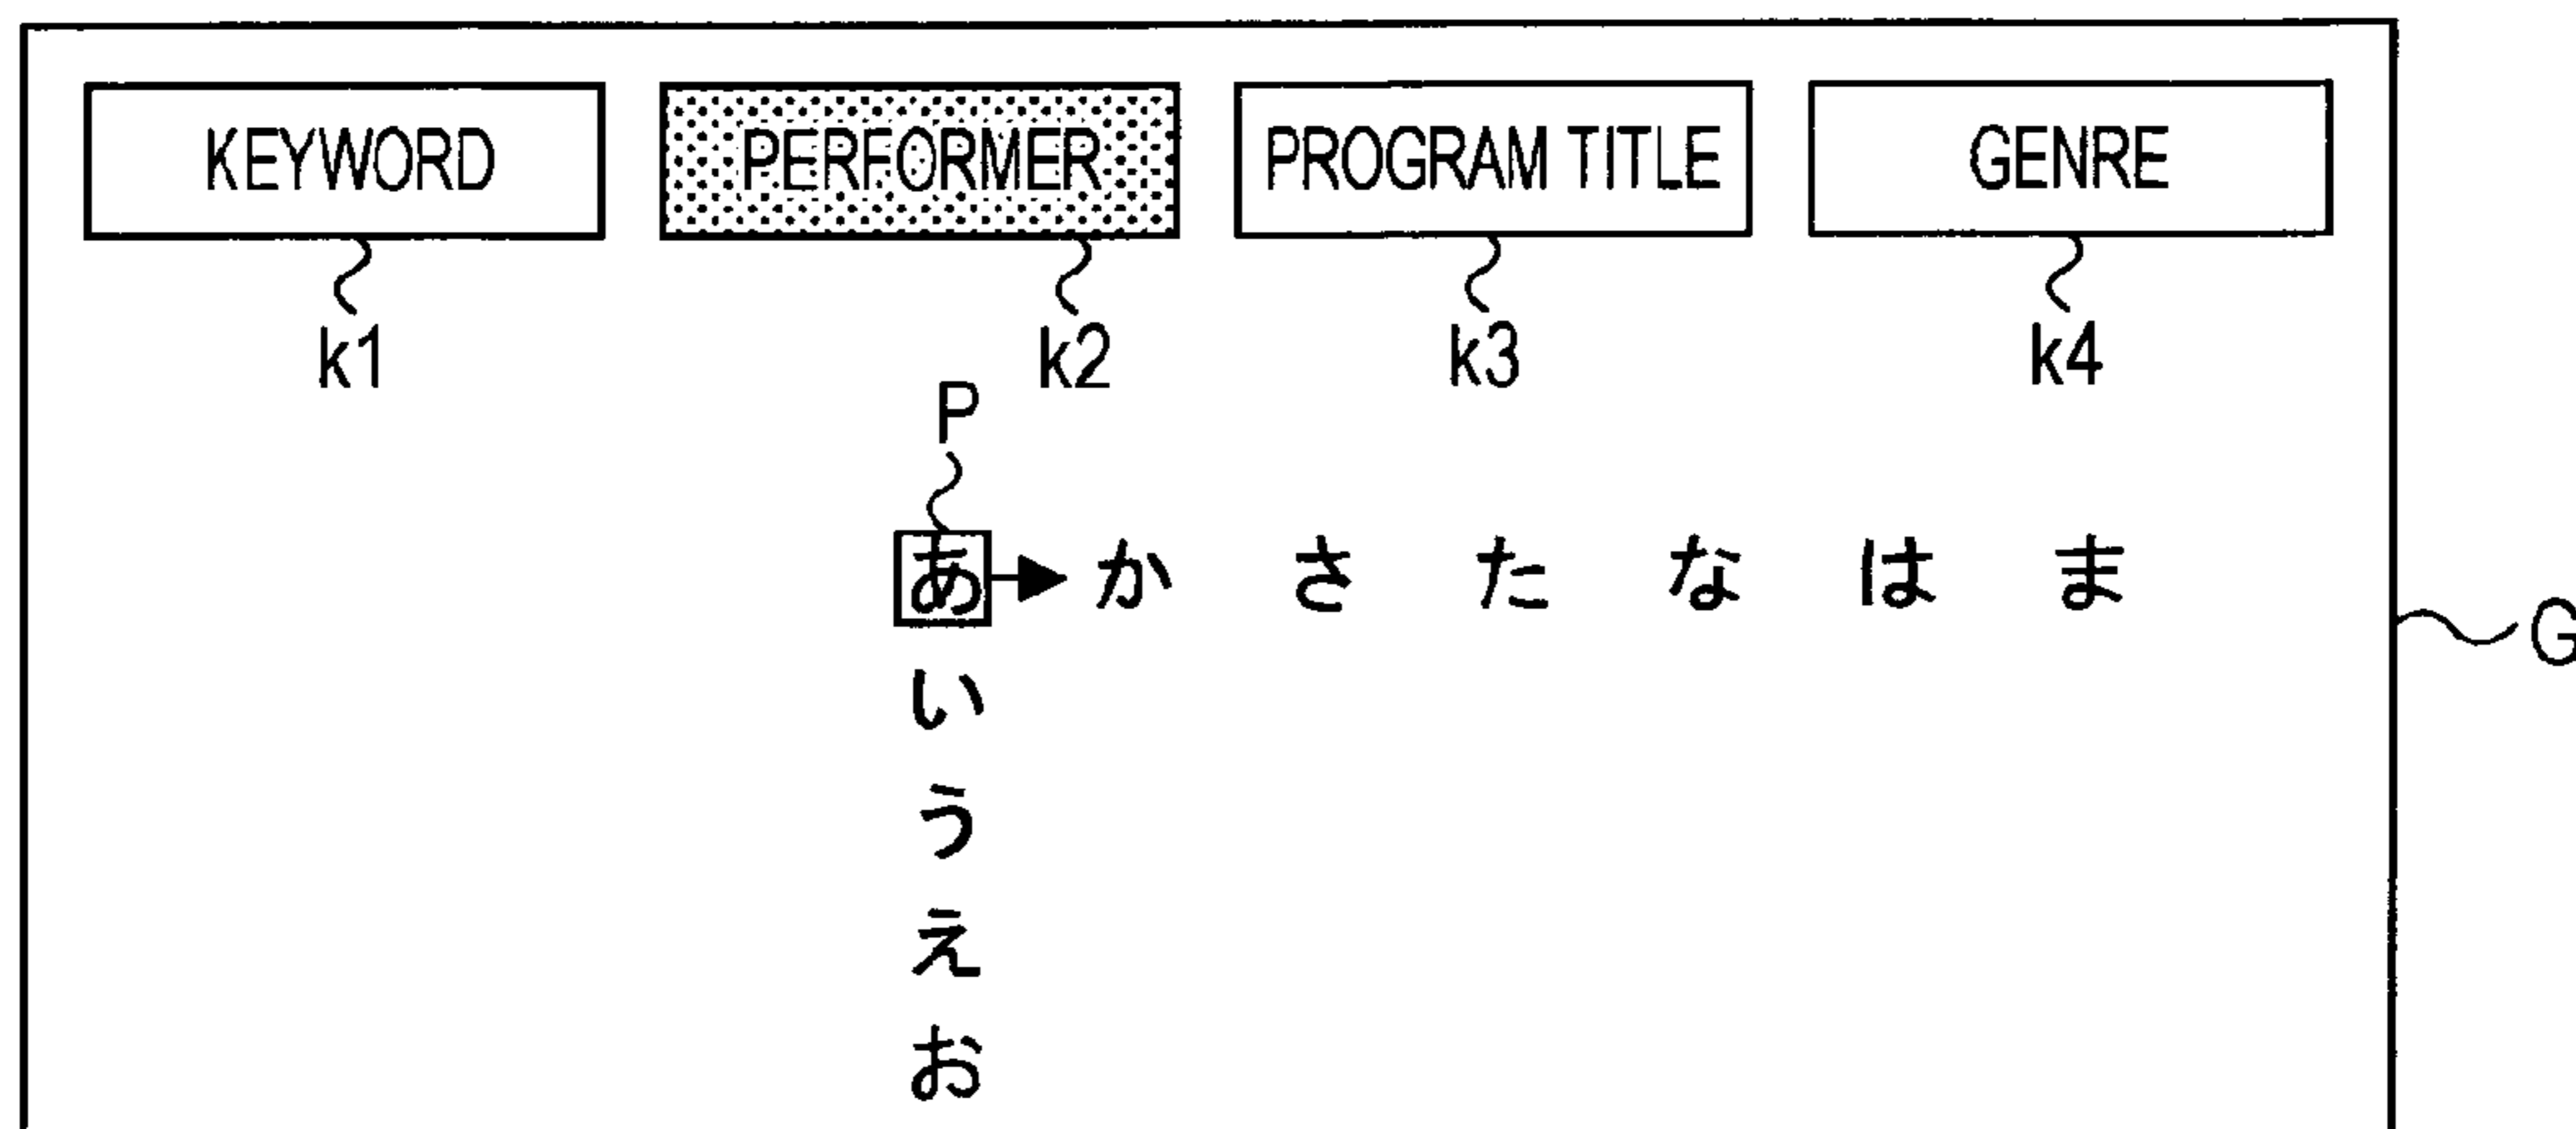 KEYWORD PERFORMER PROGRAM TITLE GENRE
k1 k2 k3 k4
P
あ か さ た な は ま
G
い
う
え
お